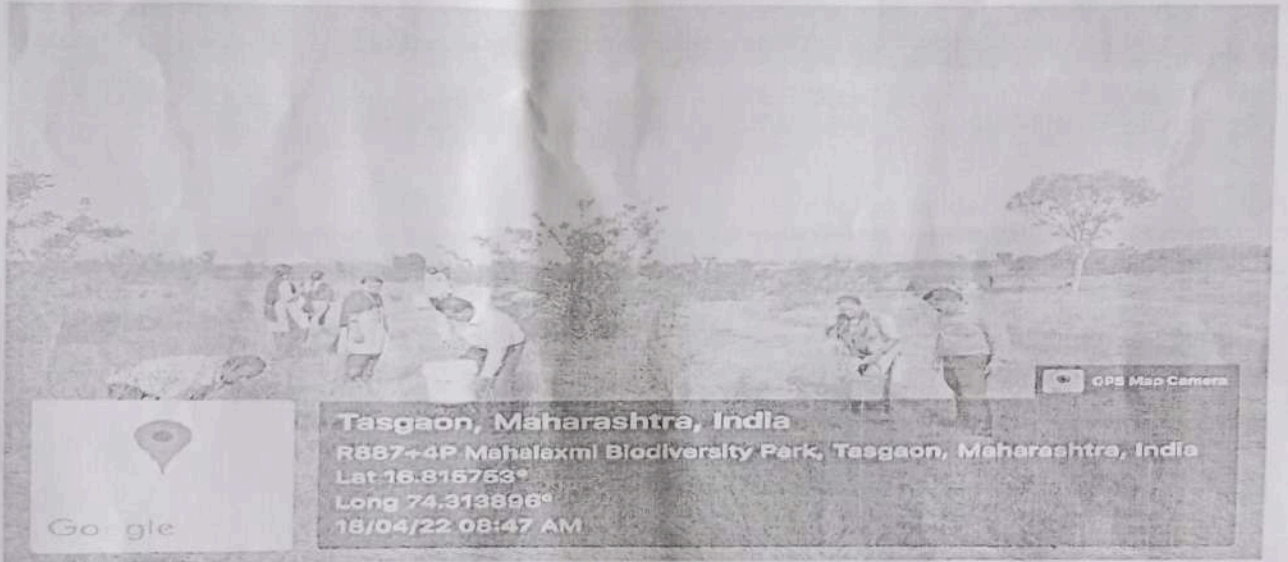 GPS Map Camera
Tasgaon, Maharashtra, India
R887+4P Mahalaxmi Biodiversity Park, Tasgaon, Maharashtra, India
Lat 16.815753°
Long 74.313896°
18/04/22 08:47 AM
Google